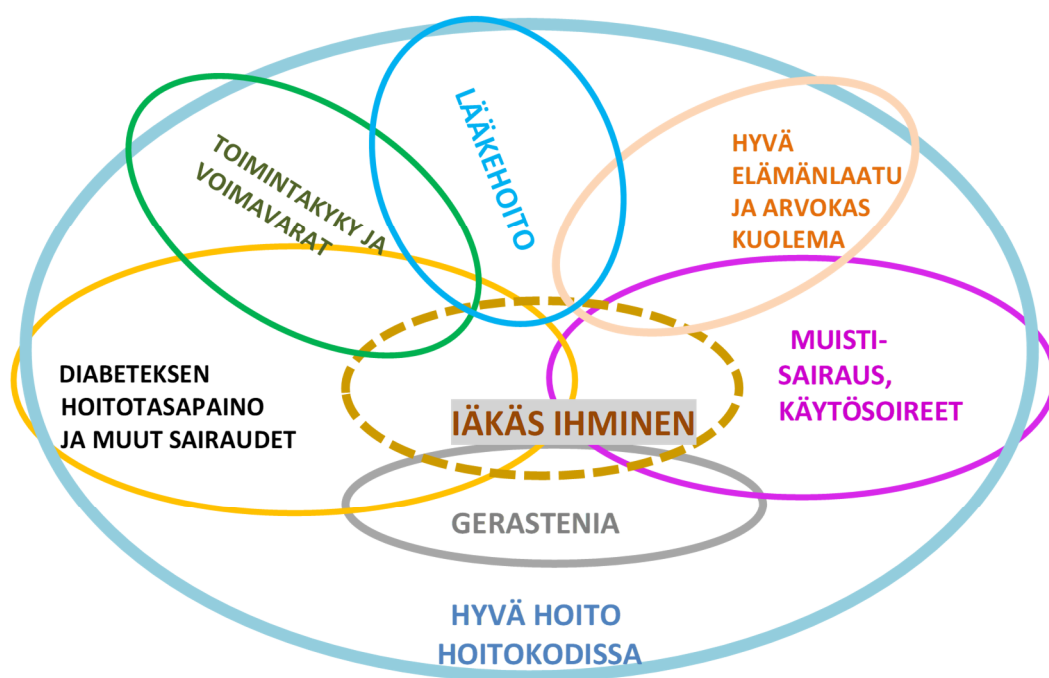 TOIMINTAKYKY JA
VOIMAVARAT
LÄÄKEHOITO
HYVÄ
ELÄMÄNLAATU
JA ARVOKAS
KUOLEMA
DIABETEKSEN
HOITOTASAPAINO
JA MUUT SAIRAUDET
MUISTI-
SAIRAUS,
KÄYTÖSOIREET
IÄKÄS IHMINEN
GERASTENIA
HYVÄ HOITO
HOITOKODISSA